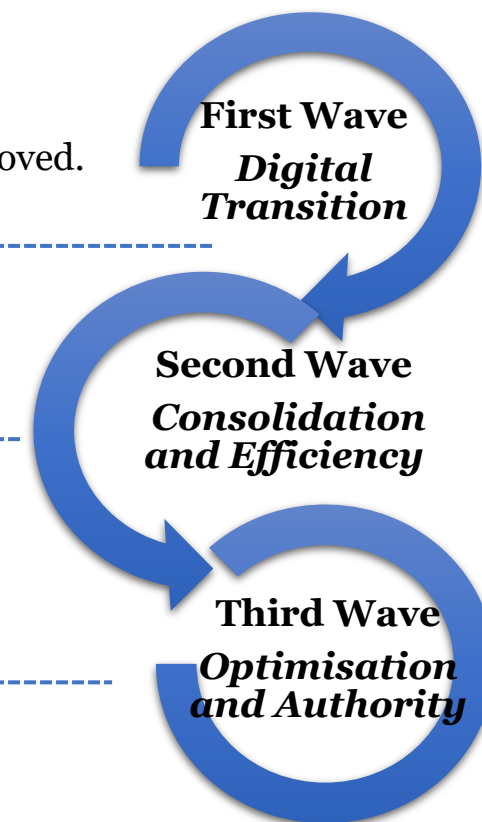 First Wave
oved.
Digital
Transition
Second Wave
Consolidation
and Efficiency
Third Wave
Optimisation
and Authority